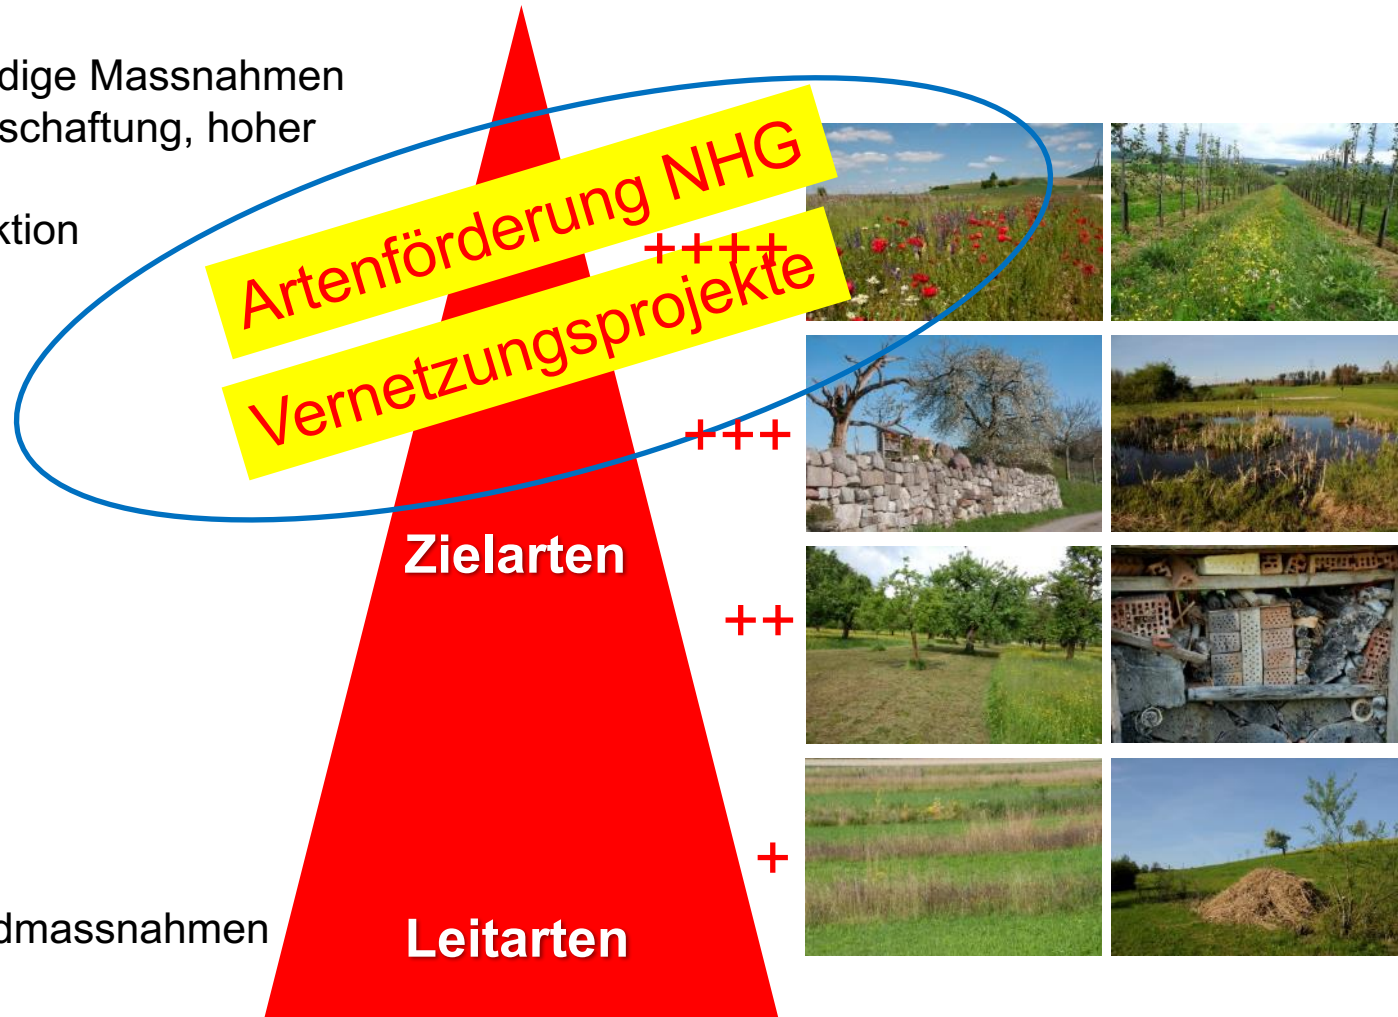 dige Massnahmen
schaftung, hoher
ktion
Artenförderung NHG
++++
Vernetzungsprojekte
+++
Zielarten
++
+
dmassnahmen
Leitarten